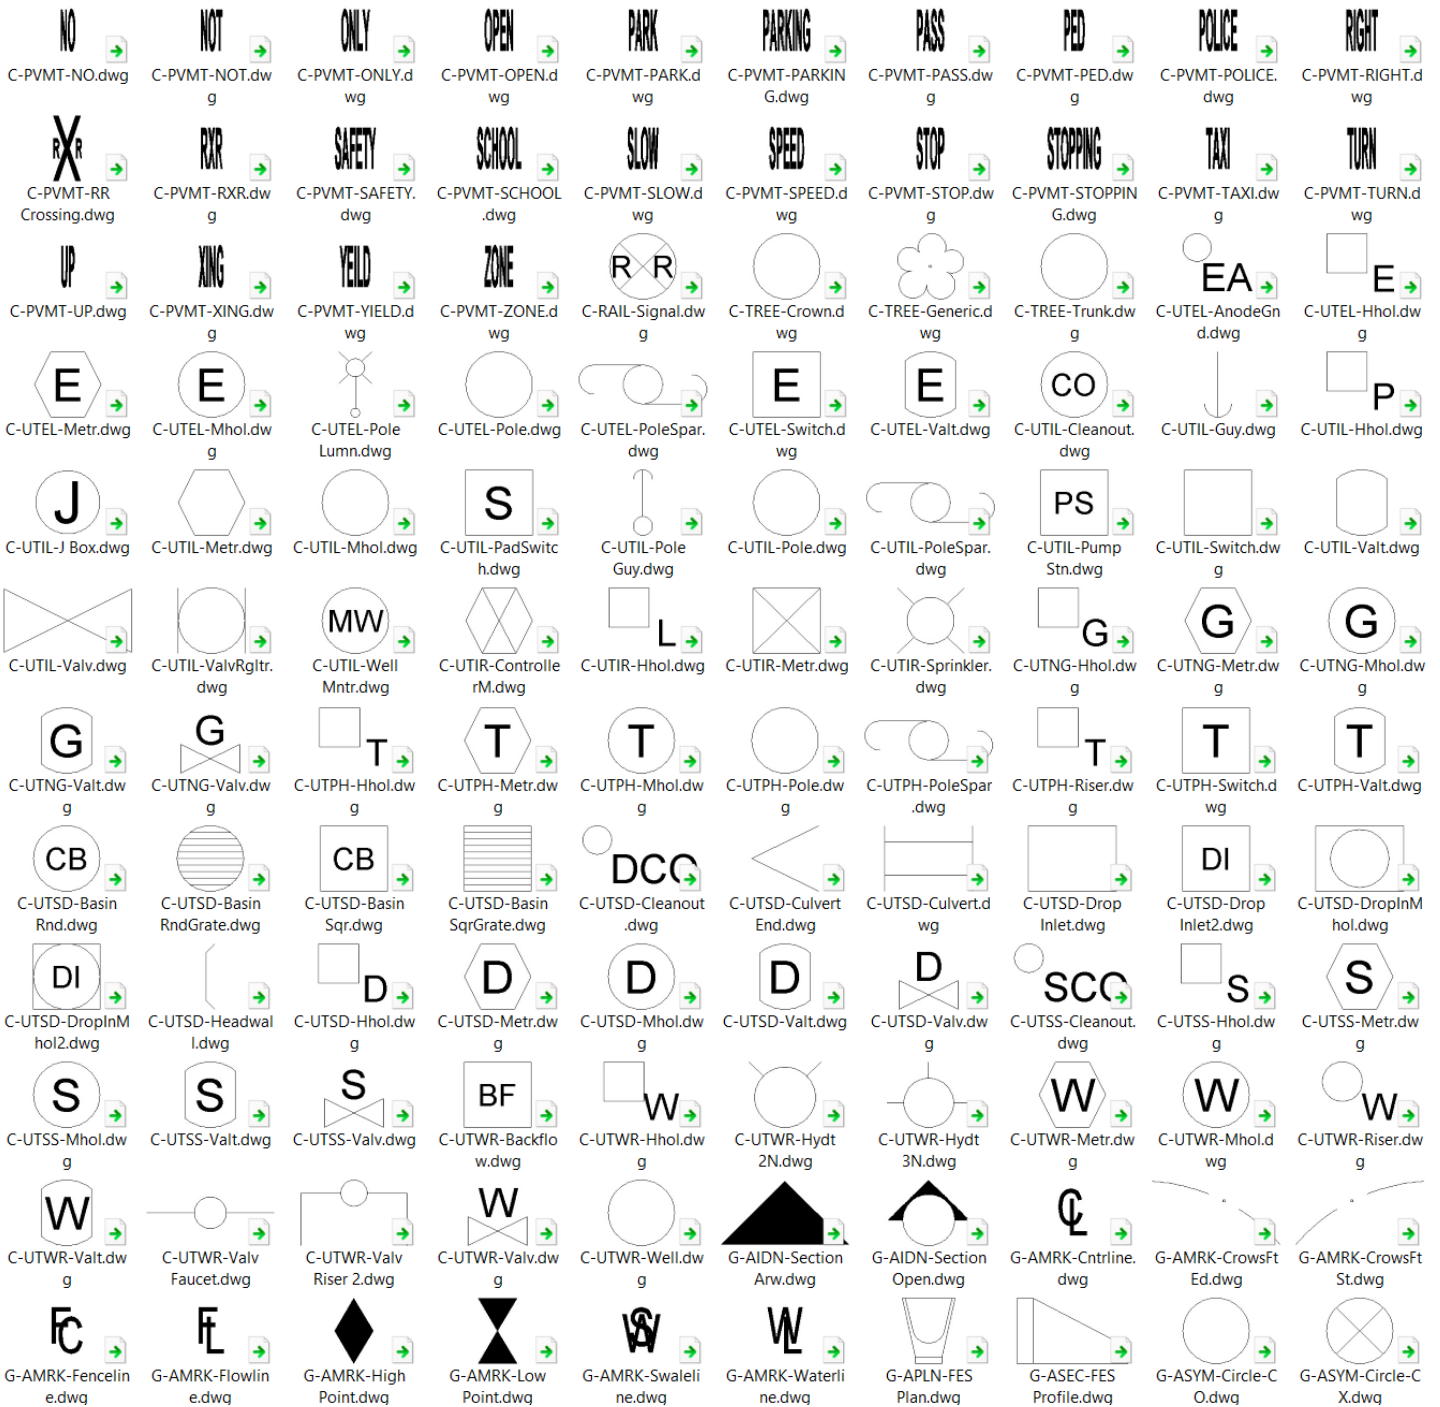 NO NOT ONLY OPEN PARK PARKING PASS PED POLICE RIGHT
C-PVMT-NO.dwg C-PVMT-NOT.dw C-PVMT-ONLY.d C-PVMT-OPEN.d C-PVMT-PARK.d C-PVMT-PARKIN C-PVMT-PASS.dw C-PVMT-PED.dw C-PVMT-POLICE. C-PVMT-RIGHT.d
g wg wg wg G.dwg g g dwg wg
RXR RXR SAFETY SCHOOL SLOW SPEED STOP STOPPING TAXI TURN
C-PVMT-RR C-PVMT-RXR.dw C-PVMT-SAFETY. C-PVMT-SCHOOL C-PVMT-SLOW.d C-PVMT-SPEED.d C-PVMT-STOP.dw C-PVMT-STOPPIN C-PVMT-TAXI.dw C-PVMT-TURN.d
Crossing.dwg g dwg .dwg wg wg g G.dwg g wg
UP XING YEILD ZONE R R EA E
C-PVMT-UP.dwg C-PVMT-XING.dw C-PVMT-YIELD.d C-PVMT-ZONE.d C-RAIL-Signal.dw C-TREE-Crown.d C-TREE-Generic.d C-TREE-Trunk.dw C-UTEL-AnodeGn C-UTEL-Hhol.dw
g wg wg g wg wg g d.dwg g
E E E E CO P
C-UTEL-Metr.dwg C-UTEL-Mhol.dw C-UTEL-Pole C-UTEL-Pole.dwg C-UTEL-PoleSpar. C-UTEL-Switch.d C-UTEL-Valt.dwg C-UTIL-Cleanout. C-UTIL-Guy.dwg C-UTIL-Hhol.dwg
g Lumn.dwg dwg wg dwg
J S PS
C-UTIL-J Box.dwg C-UTIL-Metr.dwg C-UTIL-Mhol.dwg C-UTIL-PadSwitc C-UTIL-Pole C-UTIL-Pole.dwg C-UTIL-PoleSpar. C-UTIL-Pump C-UTIL-Switch.dw C-UTIL-Valt.dwg
h.dwg Guy.dwg dwg Stn.dwg g
MW L G G G
C-UTIL-Valv.dwg C-UTIL-ValvRgltr. C-UTIL-Well C-UTIR-Controlle C-UTIR-Hhol.dwg C-UTIR-Metr.dwg C-UTIR-Sprinkler. C-UTNG-Hhol.dw C-UTNG-Metr.dw C-UTNG-Mhol.dw
dwg Mntr.dwg rM.dwg dwg g g g
G G T T T T T T
C-UTNG-Valt.dw C-UTNG-Valv.dw C-UTPH-Hhol.dw C-UTPH-Metr.dw C-UTPH-Mhol.dw C-UTPH-Pole.dw C-UTPH-PoleSpar C-UTPH-Riser.dw C-UTPH-Switch.d C-UTPH-Valt.dwg
g g g g g g .dwg g wg
CB CB DCO DI
C-UTSD-Basin C-UTSD-Basin C-UTSD-Basin C-UTSD-Basin C-UTSD-Cleanout C-UTSD-Culvert C-UTSD-Culvert.d C-UTSD-Drop C-UTSD-Drop C-UTSD-DropInM
Rnd.dwg RndGrate.dwg Sqr.dwg SqrGrate.dwg .dwg End.dwg wg Inlet.dwg Inlet2.dwg hol.dwg
DI D D D D D SCO S S
C-UTSD-DropInM C-UTSD-Headwal C-UTSD-Hhol.dw C-UTSD-Metr.dw C-UTSD-Mhol.dw C-UTSD-Valt.dwg C-UTSD-Valv.dw C-UTSS-Cleanout. C-UTSS-Hhol.dw C-UTSS-Metr.dw
hol2.dwg l.dwg g g g g dwg g g
S S S BF W W W W
C-UTSS-Mhol.dw C-UTSS-Valt.dwg C-UTSS-Valv.dwg C-UTWR-Backflo C-UTWR-Hhol.dw C-UTWR-Hydt C-UTWR-Hydt C-UTWR-Metr.dw C-UTWR-Mhol.d C-UTWR-Riser.dw
g w.dwg g 2N.dwg 3N.dwg g wg g
W W CL
C-UTWR-Valt.dw C-UTWR-Valv C-UTWR-Valv C-UTWR-Valv.dw C-UTWR-Well.dw G-AIDN-Section G-AIDN-Section G-AMRK-Cntrline. G-AMRK-CrowsFt G-AMRK-CrowsFt
g Faucet.dwg Riser 2.dwg g g Arw.dwg Open.dwg dwg Ed.dwg St.dwg
FC FL SW WL
G-AMRK-Fencelin G-AMRK-Flowlin G-AMRK-High G-AMRK-Low G-AMRK-Swaleli G-AMRK-Waterli G-APLN-FES G-ASEC-FES G-ASYM-Circle-C G-ASYM-Circle-C
e.dwg e.dwg Point.dwg Point.dwg ne.dwg ne.dwg Plan.dwg Profile.dwg O.dwg X.dwg